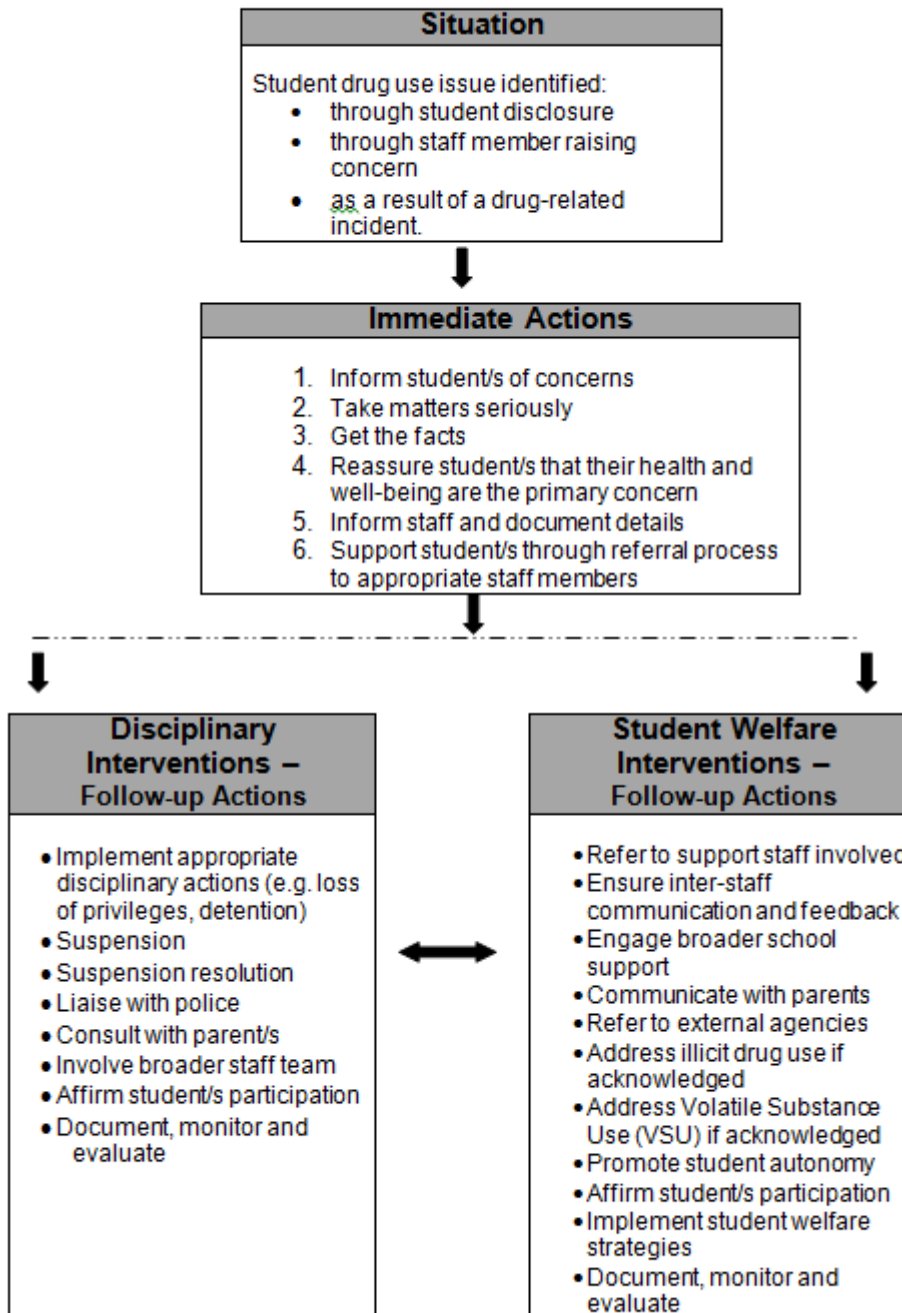 Situation
Student drug use issue identified:
• through student disclosure
• through staff member raising
concern
• as a result of a drug-related
incident.
Immediate Actions
1. Inform student/s of concerns
2. Take matters seriously
3. Get the facts
4. Reassure student/s that their health and
well-being are the primary concern
5. Inform staff and document details
6. Support student/s through referral process
to appropriate staff members
Disciplinary
Interventions –
Follow-up Actions
• Implement appropriate
disciplinary actions (e.g. loss
of privileges, detention)
• Suspension
• Suspension resolution
• Liaise with police
• Consult with parent/s
• Involve broader staff team
• Affirm student/s participation
• Document, monitor and
evaluate
Student Welfare
Interventions –
Follow-up Actions
• Refer to support staff involved
• Ensure inter-staff
communication and feedback
• Engage broader school
support
• Communicate with parents
• Refer to external agencies
• Address illicit drug use if
acknowledged
• Address Volatile Substance
Use (VSU) if acknowledged
• Promote student autonomy
• Affirm student/s participation
• Implement student welfare
strategies
• Document, monitor and
evaluate